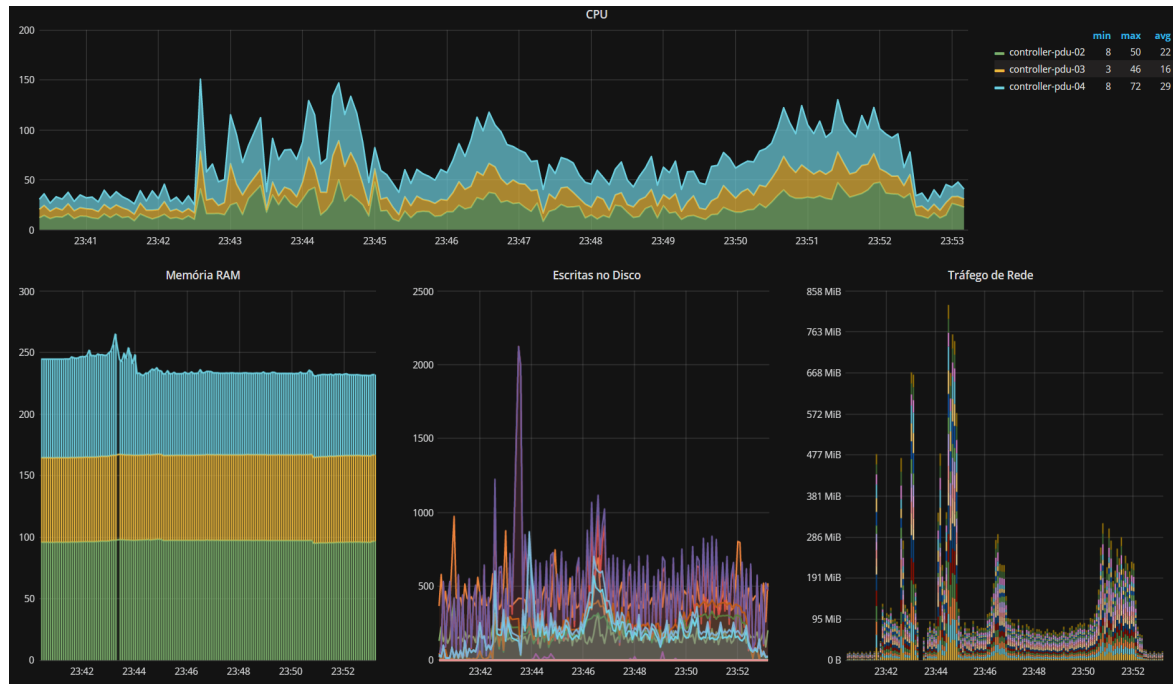 CPU
200
150
100
50
0
23:41 23:42 23:43 23:44 23:45 23:46 23:47 23:48 23:49 23:50 23:51 23:52 23:53
min max avg
controller-pdu-02 8 50 22
controller-pdu-03 3 46 16
controller-pdu-04 8 72 29
Memória RAM
300
250
200
150
100
50
0
23:42 23:44 23:46 23:48 23:50 23:52
Escritas no Disco
2500
2000
1500
1000
500
0
23:42 23:44 23:46 23:48 23:50 23:52
Tráfego de Rede
858 MiB
763 MiB
668 MiB
572 MiB
477 MiB
381 MiB
286 MiB
191 MiB
95 MiB
0 B
23:42 23:44 23:46 23:48 23:50 23:52